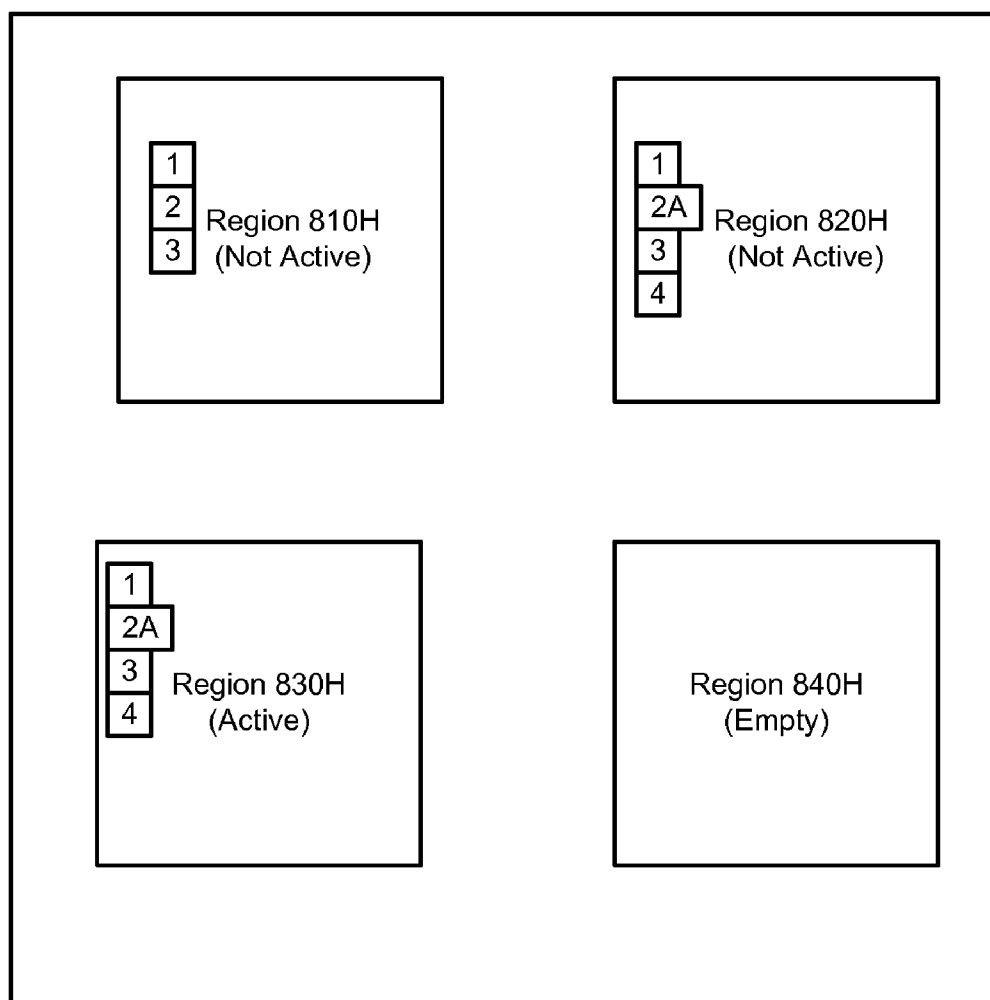 1
2
3
Region 810H
(Not Active)
1
2A
3
4
Region 820H
(Not Active)
1
2A
3
4
Region 830H
(Active)
Region 840H
(Empty)